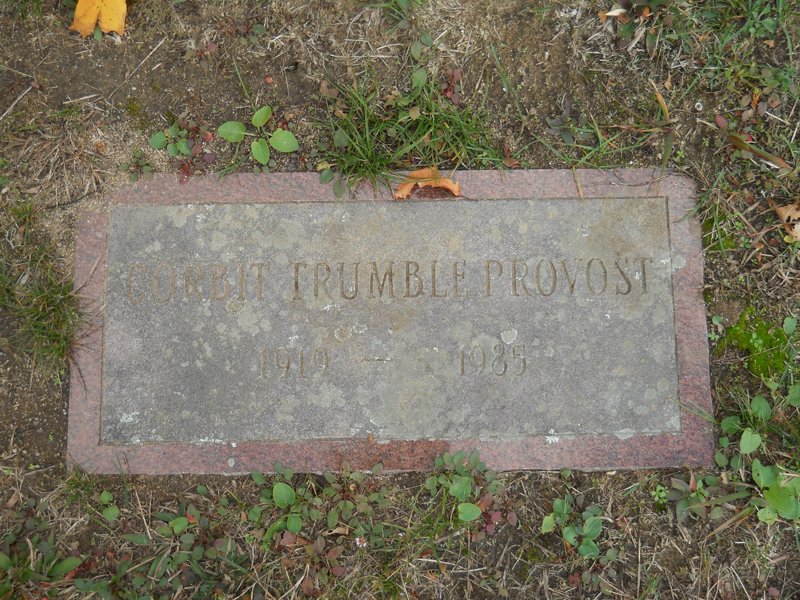 CORBIT TRUMBLE PROVOST
1919 — 1985